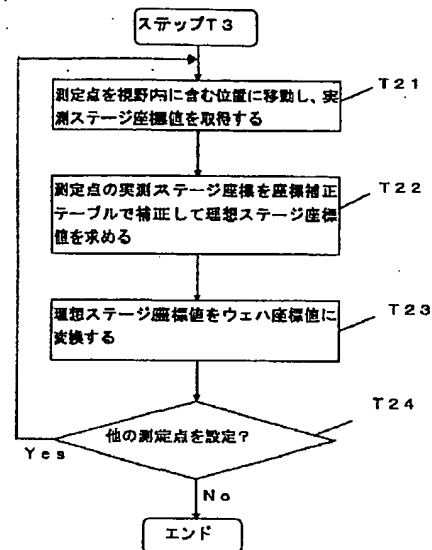 ステップT3
測定点を視野内に含む位置に移動し、実
測ステージ座標値を取得する
T21
測定点の実測ステージ座標を座標補正
テーブルで補正して理想ステージ座標
値を求める
T22
理想ステージ座標値をウェハ座標値に
変換する
T23
他の測定点を設定?
T24
Yes
No
エンド